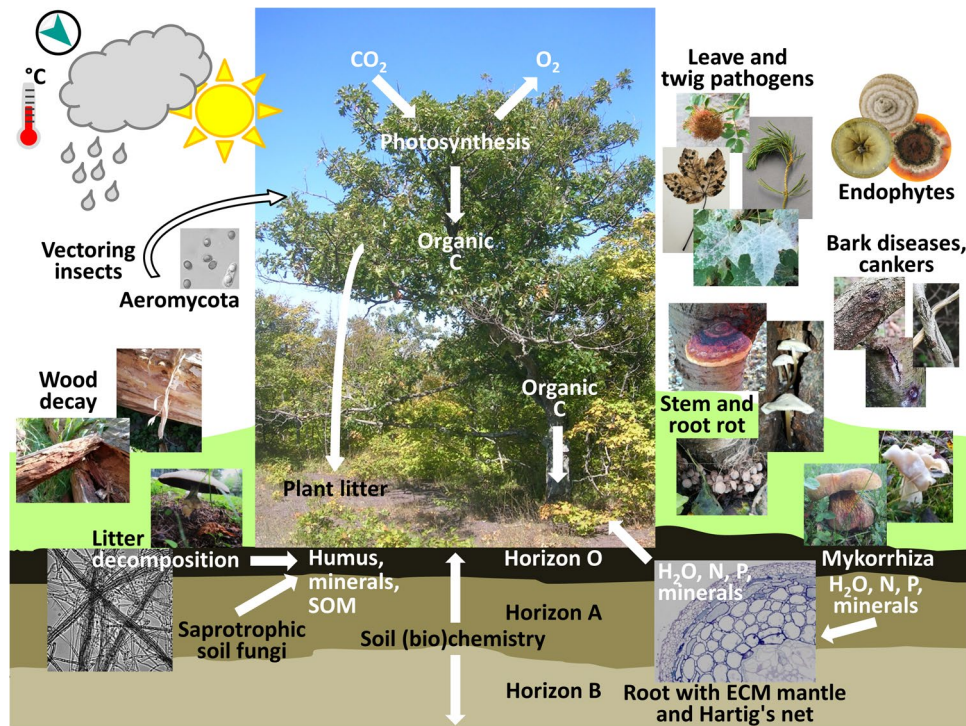 °C
CO₂
O₂
Photosynthesis
Organic
C
Vectoring
insects
Aeromycota
Leave and
twig pathogens
Endophytes
Bark diseases,
cankers
Wood
decay
Organic
C
Stem and
root rot
Plant litter
Litter
decomposition
Humus,
minerals,
SOM
Horizon O
Mykorrhiza
H₂O, N, P,
minerals
H₂O, N, P,
minerals
Horizon A
Saprotrophic
soil fungi
Soil (bio)chemistry
Horizon B
Root with ECM mantle
and Hartig's net